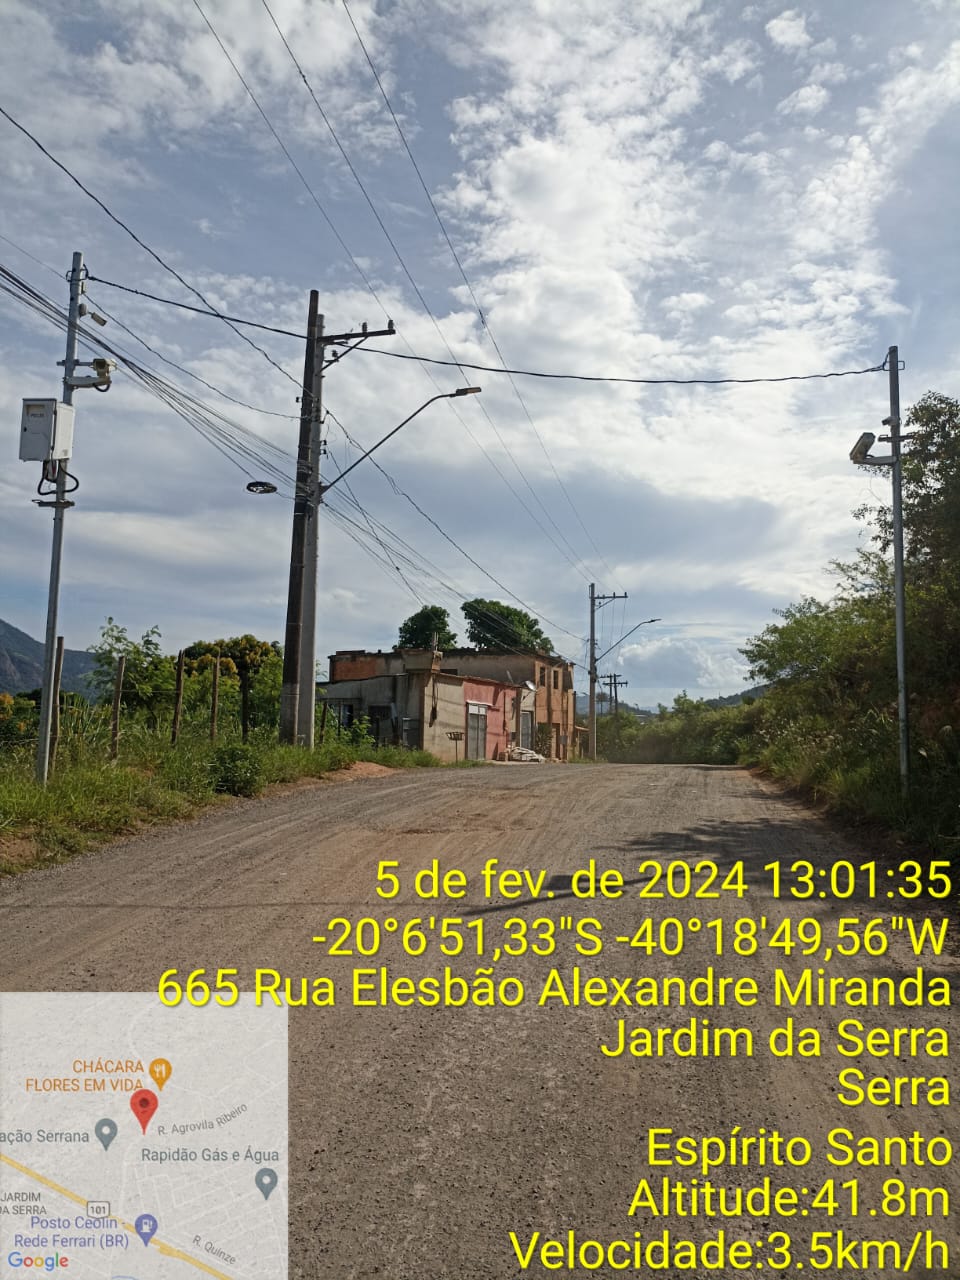 5 de fev. de 2024 13:01:35
-20°6'51,33"S -40°18'49,56"W
665 Rua Elesbão Alexandre Miranda
Jardim da Serra
Serra
Espírito Santo
Altitude:41.8m
Velocidade:3.5km/h
CHÁCARA
FLORES EM VIDA
R. Agrovila Ribeiro
ação Serrana
Rapidão Gás e Água
JARDIM
DA SERRA
101
Posto Ceolin -
Rede Ferrari (BR)
R. Quinze
Google